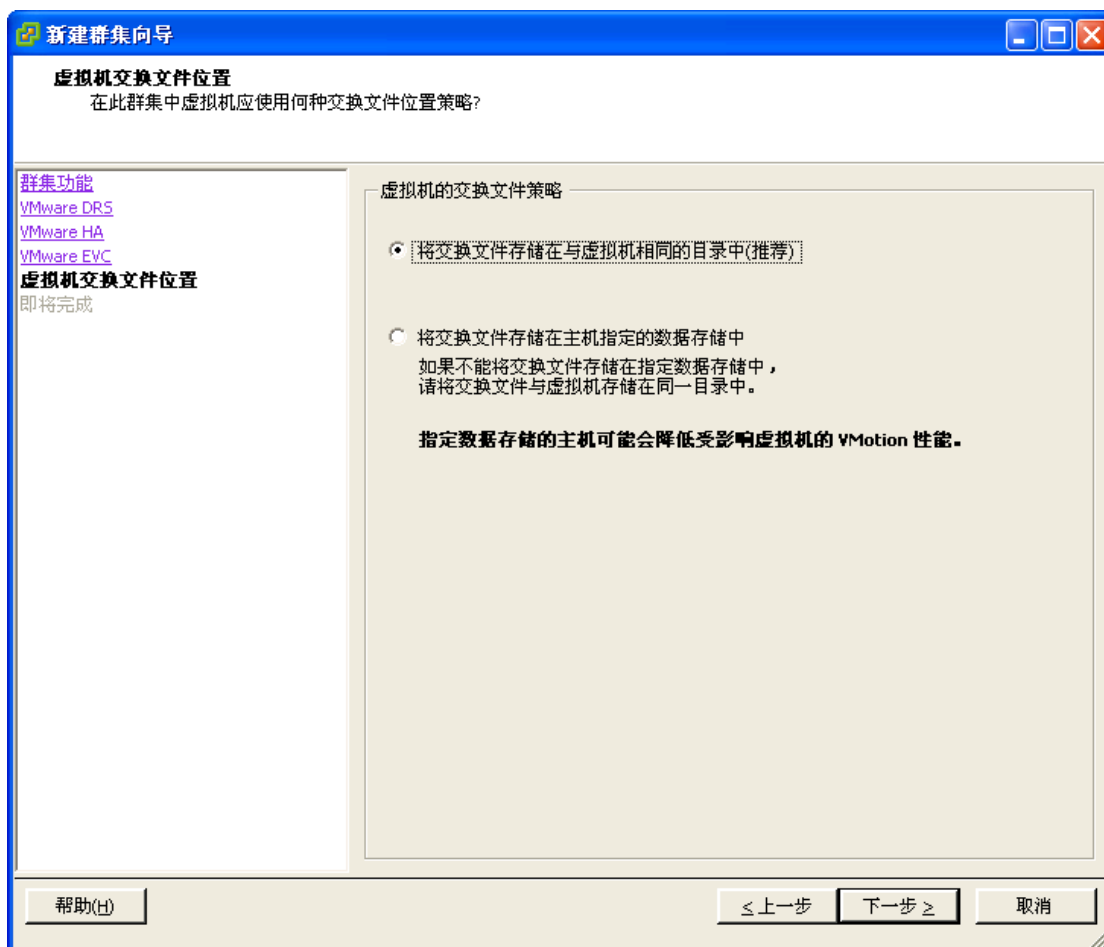 新建群集向导
虚拟机交换文件位置
在此群集中虚拟机应使用何种交换文件位置策略?
群集功能
VMware DRS
VMware HA
VMware EVC
虚拟机交换文件位置
即将完成
虚拟机的交换文件策略
将交换文件存储在与虚拟机相同的目录中(推荐)
将交换文件存储在主机指定的数据存储中
如果不能将交换文件存储在指定数据存储中，
请将交换文件与虚拟机存储在同一目录中。
指定数据存储的主机可能会降低受影响虚拟机的 VMotion 性能。
帮助(H)
≤上一步
下一步 ≥
取消